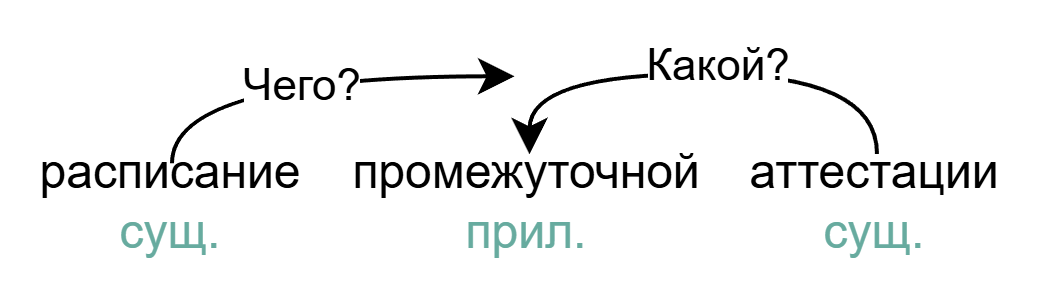 Чего? Какой?
расписание промежуточной аттестации
сущ. прил. сущ.